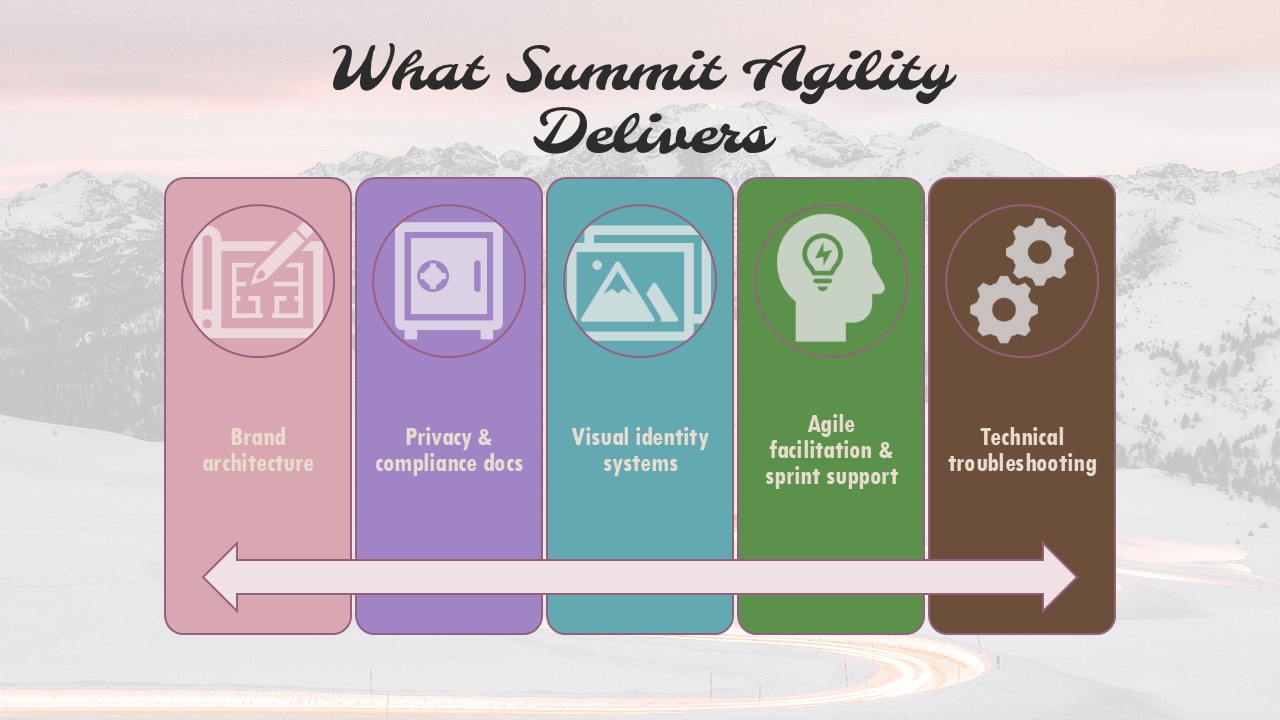 What Summit Agility
Delivers
Brand
architecture
Privacy &
compliance docs
Visual identity
systems
Agile
facilitation &
sprint support
Technical
troubleshooting